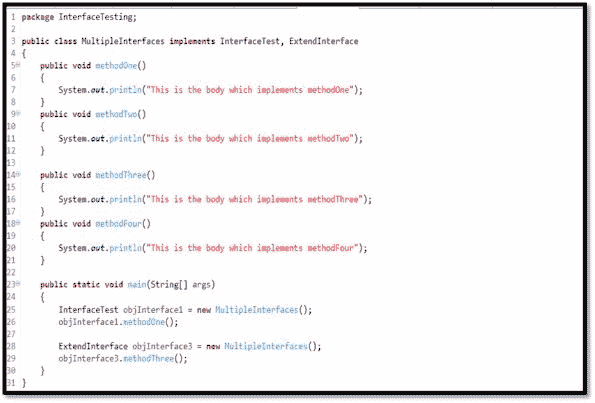 1 package InterfaceTesting;
2
3 public class MultipleInterfaces implements InterfaceTest, ExtendInterface
4 {
5 public void methodOne()
6 {
7 System.out.println("This is the body which implements methodOne");
8 }
9 public void methodTwo()
10 {
11 System.out.println("This is the body which implements methodTwo");
12 }
13
14 public void methodThree()
15 {
16 System.out.println("This is the body which implements methodThree");
17 }
18 public void methodFour()
19 {
20 System.out.println("This is the body which implements methodFour");
21 }
22
23 public static void main(String[] args)
24 {
25 InterfaceTest objInterface1 = new MultipleInterfaces();
26 objInterface1.methodOne();
27
28 ExtendInterface objInterface3 = new MultipleInterfaces();
29 objInterface3.methodThree();
30 }
31 }